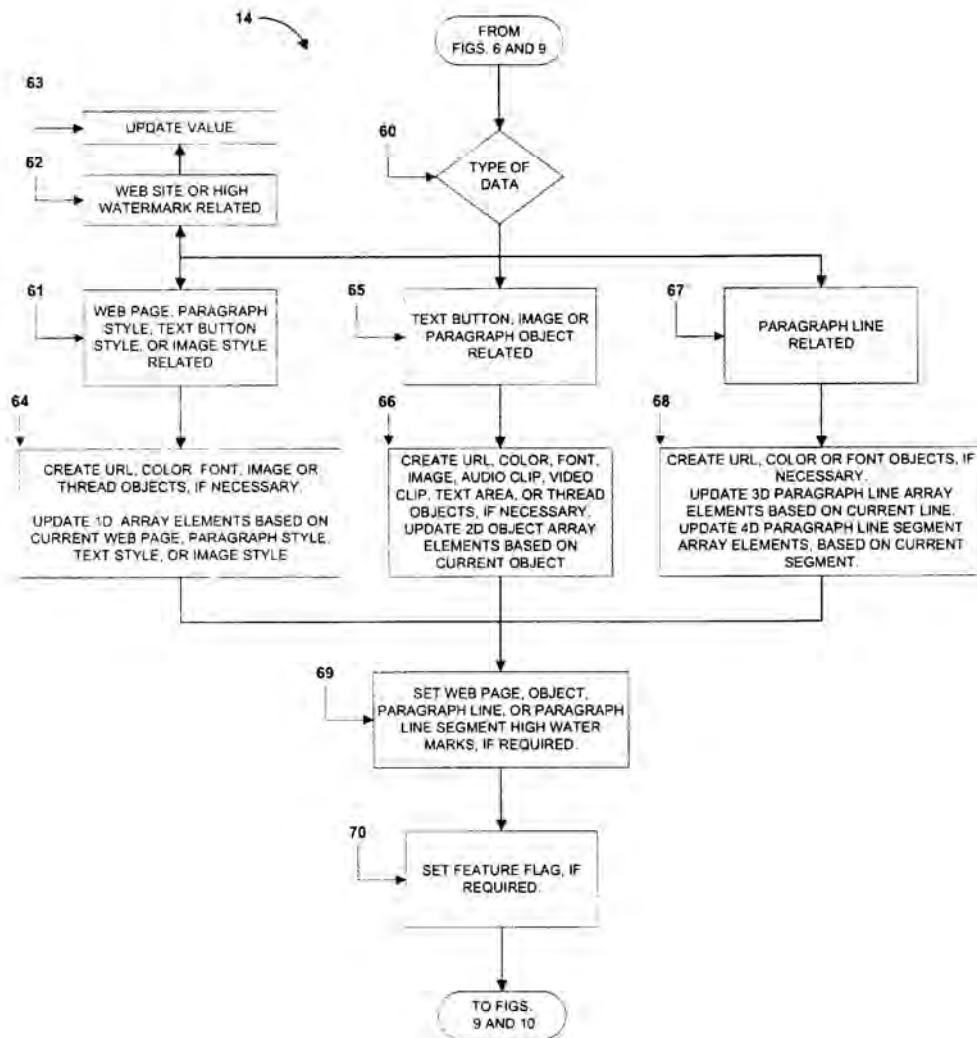 14
FROM
FIGS. 6 AND 9
63
UPDATE VALUE
62
WEB SITE OR HIGH
WATERMARK RELATED
60
TYPE OF
DATA
61
WEB PAGE, PARAGRAPH
STYLE, TEXT BUTTON
STYLE, OR IMAGE STYLE
RELATED
65
TEXT BUTTON, IMAGE OR
PARAGRAPH OBJECT
RELATED
67
PARAGRAPH LINE
RELATED
64
CREATE URL, COLOR FONT, IMAGE OR
THREAD OBJECTS, IF NECESSARY.
UPDATE 1D ARRAY ELEMENTS BASED ON
CURRENT WEB PAGE, PARAGRAPH STYLE,
TEXT STYLE, OR IMAGE STYLE
66
CREATE URL, COLOR, FONT,
IMAGE, AUDIO CLIP, VIDEO
CLIP, TEXT AREA, OR THREAD
OBJECTS, IF NECESSARY.
UPDATE 2D OBJECT ARRAY
ELEMENTS BASED ON
CURRENT OBJECT
68
CREATE URL, COLOR OR FONT OBJECTS, IF
NECESSARY.
UPDATE 3D PARAGRAPH LINE ARRAY
ELEMENTS BASED ON CURRENT LINE.
UPDATE 4D PARAGRAPH LINE SEGMENT
ARRAY ELEMENTS, BASED ON CURRENT
SEGMENT.
69
SET WEB PAGE, OBJECT,
PARAGRAPH LINE, OR PARAGRAPH
LINE SEGMENT HIGH WATER
MARKS, IF REQUIRED.
70
SET FEATURE FLAG, IF
REQUIRED.
TO FIGS.
9 AND 10